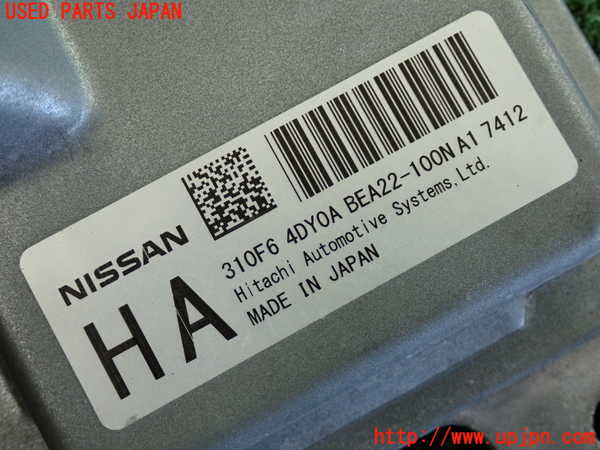 USED PARTS JAPAN
NISSAN
310F6 4DY0A BEA22-100N A1 7412
Hitachi Automotive Systems,Ltd.
MADE IN JAPAN
HA
http://www.upjpn.com